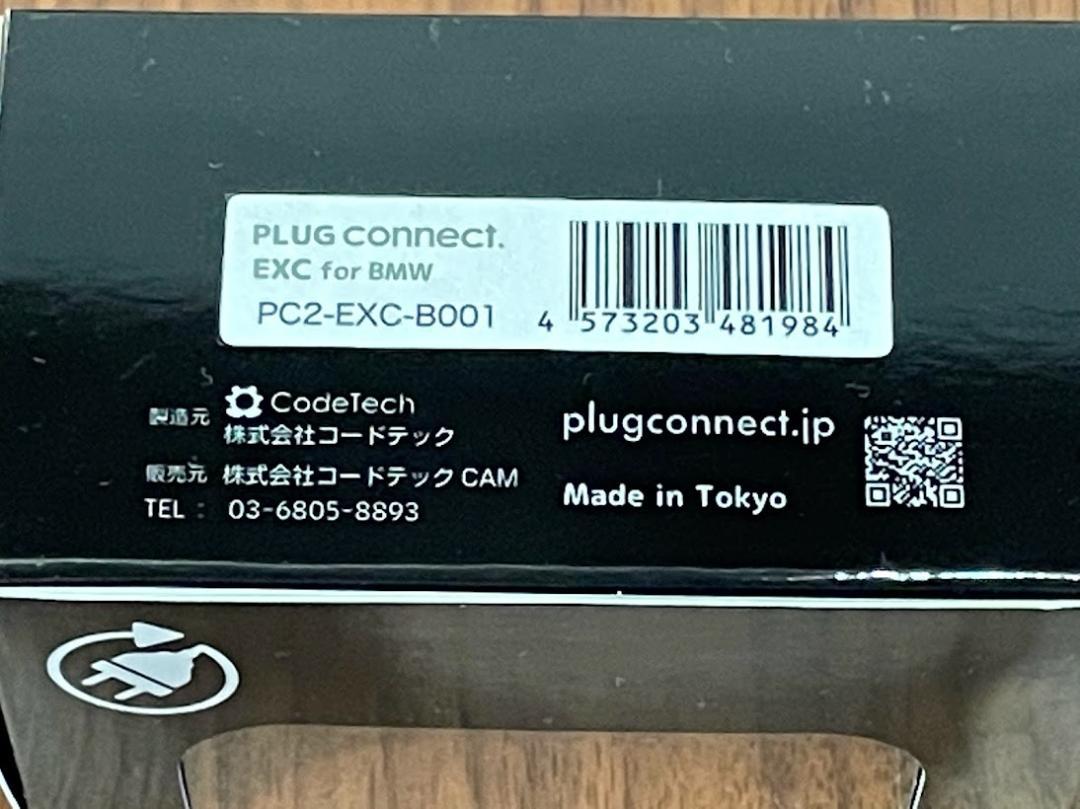 PLUG connect.
EXC for BMW
PC2-EXC-B001
4 573203 481984
製造元 CodeTech
株式会社コードテック
販売元 株式会社コードテック CAM
TEL : 03-6805-8893
plugconnect.jp
Made in Tokyo